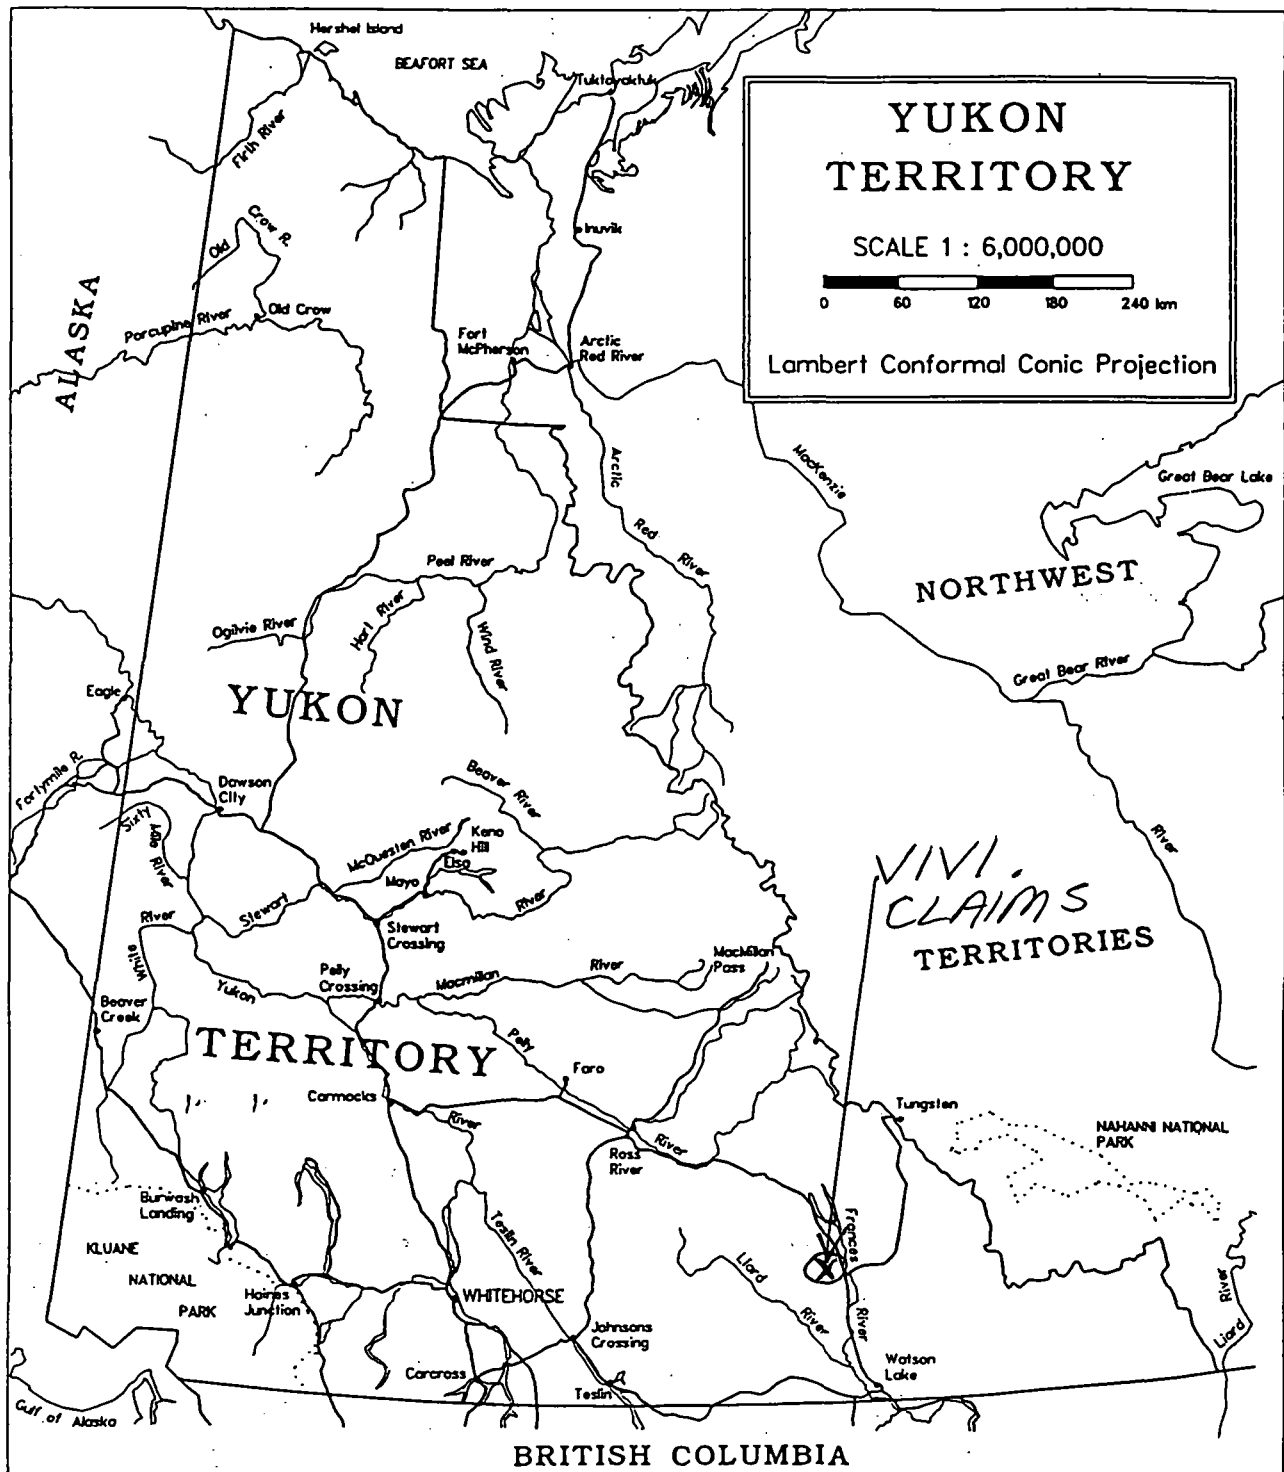 Hershel Island
BEAFORT SEA
Tuktoyaktuk
YUKON
TERRITORY
SCALE 1 : 6,000,000
0 60 120 180 240 km
Lambert Conformal Conic Projection
Firth River
Old Crow R.
Inuvik
ALASKA
Porcupine River
Old Crow
Fort
McPherson
Arctic
Red River
Arctic Red River
MacKenzie
Great Bear Lake
NORTHWEST
Peel River
Hart River
Wind River
Ogilvie River
Great Bear River
Eagle
YUKON
Fortymile R.
Dawson
City
Beaver River
Sixty Mile River
McQuesten River
Keno
Hill
Elsa
Mayo
River
River
VIVI.
CLAIMS
TERRITORIES
Stewart
River
Stewart
Crossing
White
MacMillan
Pass
Pelly
Crossing
Macmillan River
Yukon
Beaver
Creek
TERRITORY
Pelly
Faro
Carmacks
River
River
Ross
River
Tungsten
NAHANNI NATIONAL
PARK
Burwash
Landing
Teslin River
Frances
River
Liard
River
Liard
River
KLUANE
NATIONAL
PARK
Haines
Junction
WHITEHORSE
X
Johnsons
Crossing
Carcross
Teslin
Watson
Lake
Gulf of Alaska
BRITISH COLUMBIA